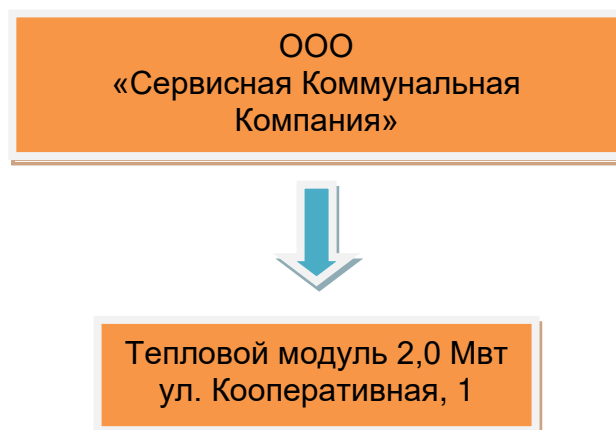 ООО
«Сервисная Коммунальная
Компания»
Тепловой модуль 2,0 Мвт
ул. Кооперативная, 1